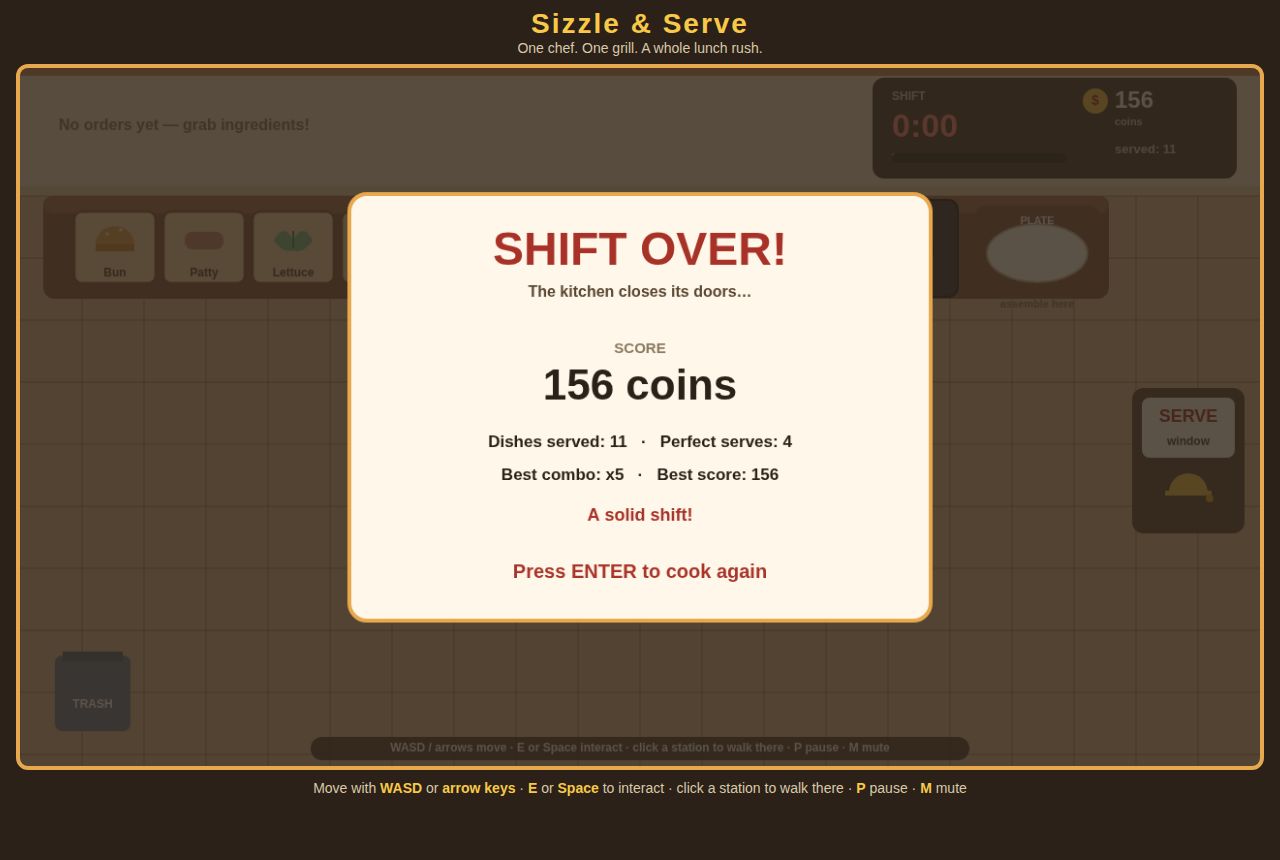 Sizzle & Serve
One chef. One grill. A whole lunch rush.
No orders yet — grab ingredients!
SHIFT
0:00
$ 156
coins
served: 11
Bun
Patty
Lettuce
PLATE
assemble here
SHIFT OVER!
The kitchen closes its doors…
SCORE
156 coins
Dishes served: 11 · Perfect serves: 4
Best combo: x5 · Best score: 156
A solid shift!
Press ENTER to cook again
SERVE
window
TRASH
WASD / arrows move · E or Space interact · click a station to walk there · P pause · M mute
Move with WASD or arrow keys · E or Space to interact · click a station to walk there · P pause · M mute